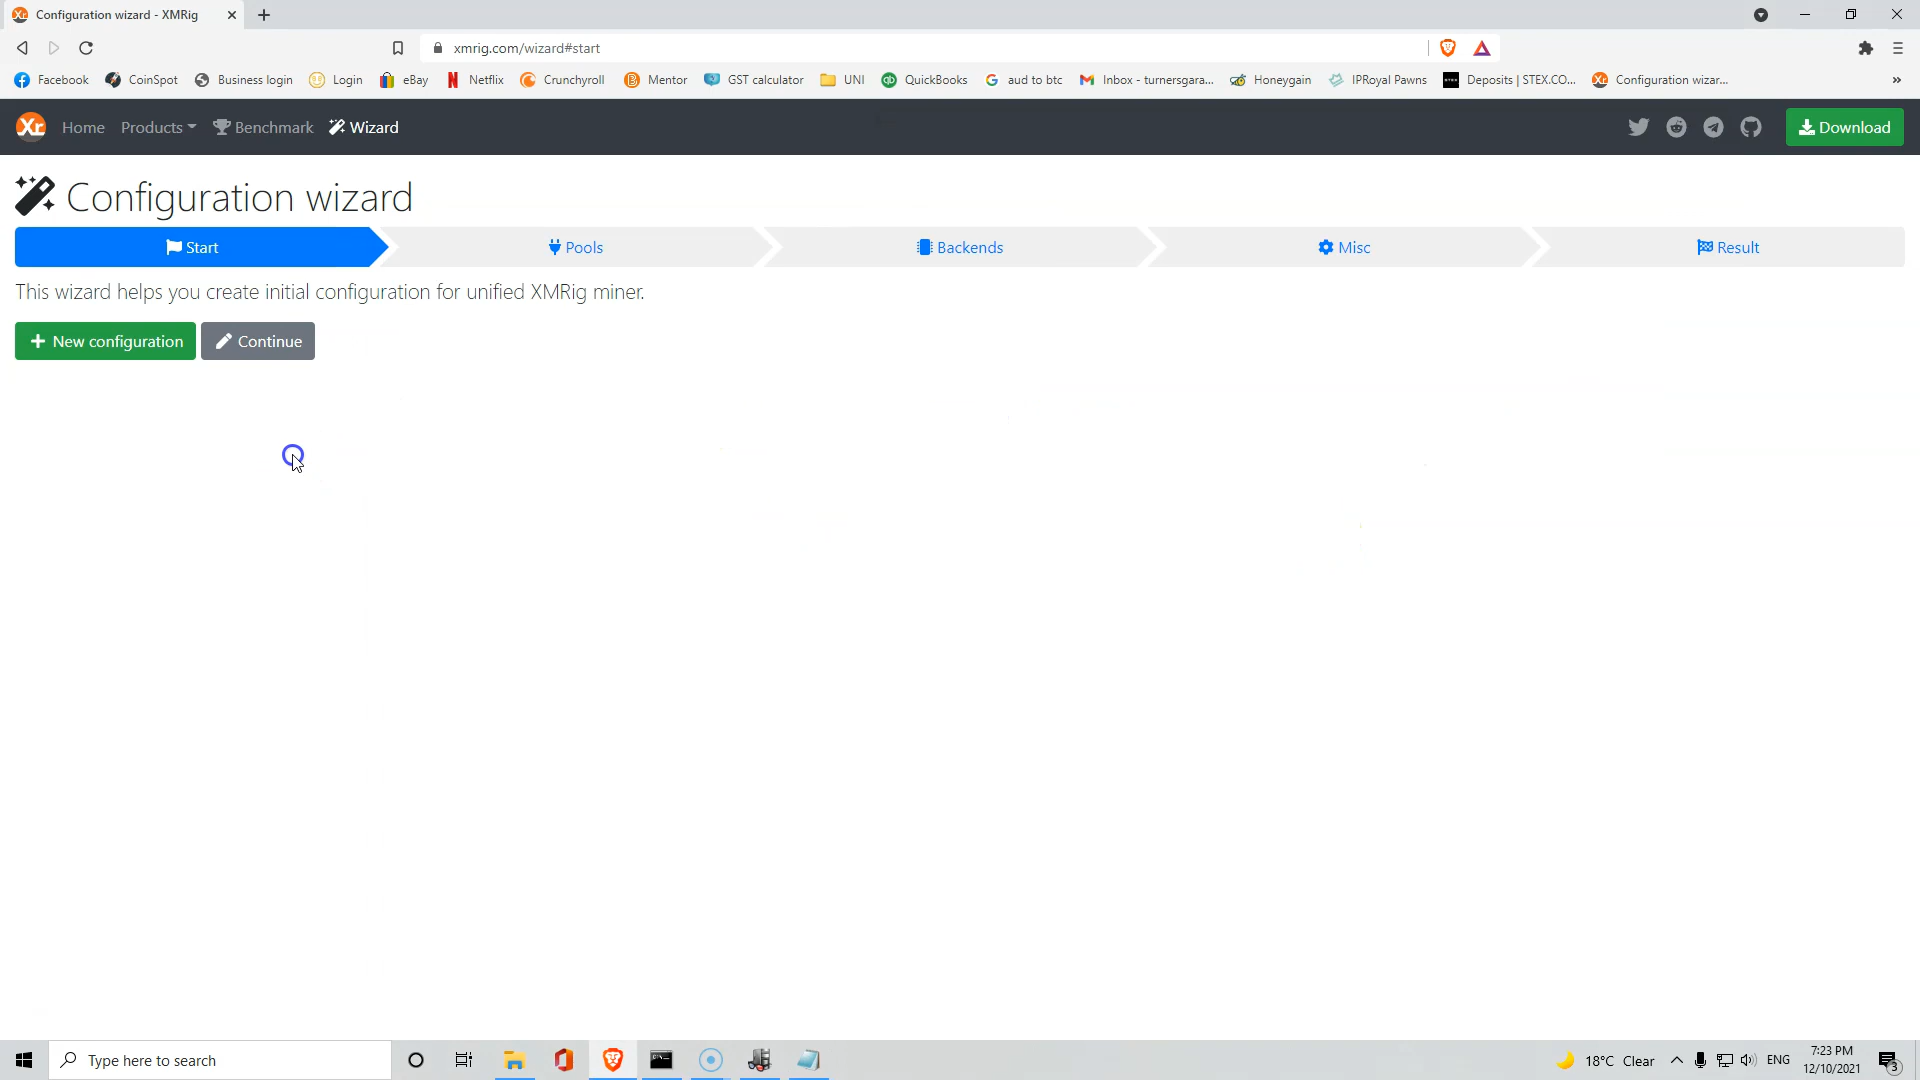 Configuration wizard - XMRig
xmrig.com/wizard#start
Facebook CoinSpot Business login Login eBay Netflix Crunchyroll Mentor GST calculator UNI QuickBooks aud to btc Inbox - turnersgara... Honeygain IPRoyal Pawns Deposits | STEX.CO... Configuration wizar... »
Xr Home Products Benchmark Wizard Download
Configuration wizard
Start Pools Backends Misc Result
This wizard helps you create initial configuration for unified XMRig miner.
New configuration Continue
Type here to search 18°C Clear ENG 7:23 PM
12/10/2021 3